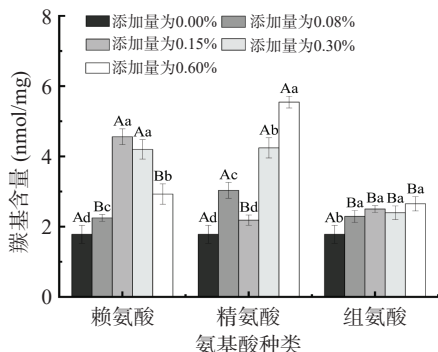 添加量为0.00% 添加量为0.08%
添加量为0.15% 添加量为0.30%
添加量为0.60%
8
6
4
2
0
羰基含量 (nmol/mg)
Ad Bc Aa Aa Bb
Ad Ac Bd Ab Aa
Ab Ba Ba Ba Ba
赖氨酸 精氨酸 组氨酸
氨基酸种类